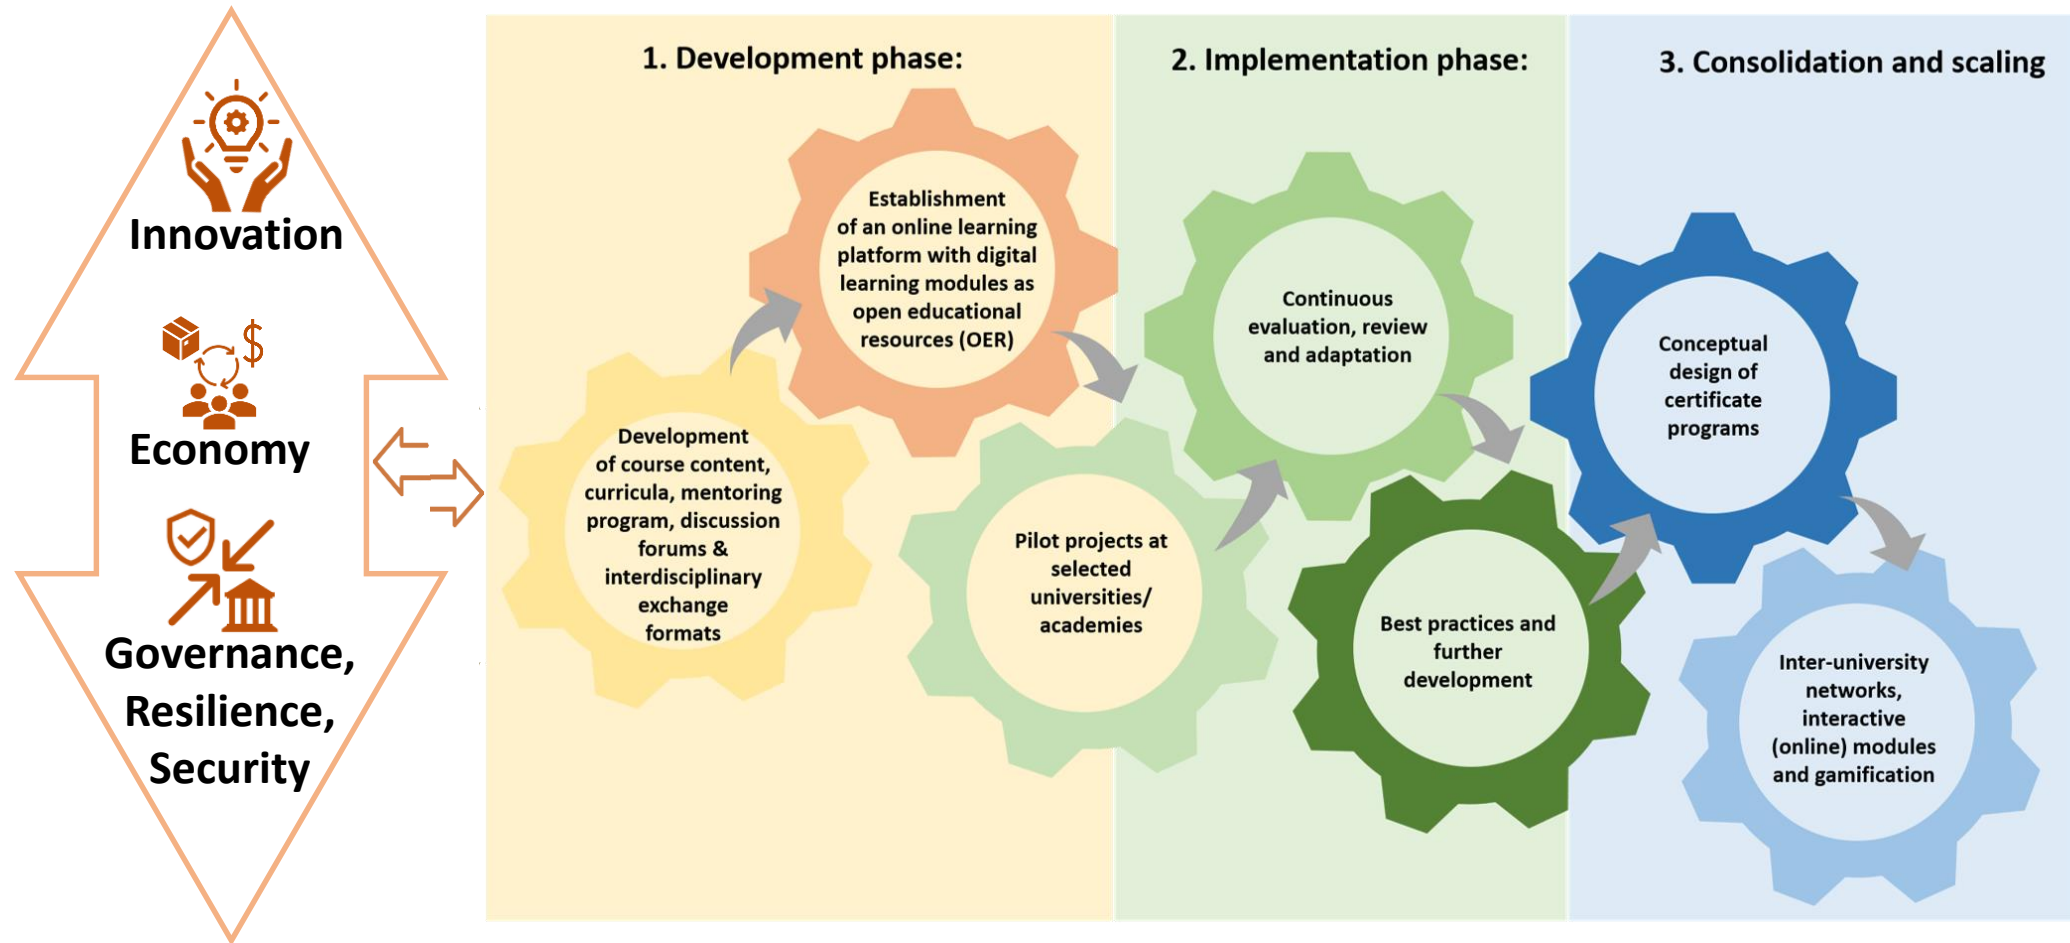 Innovation
Economy
Governance,
Resilience,
Security
1. Development phase:
Development
of course content,
curricula, mentoring
program, discussion
forums &
interdisciplinary
exchange
formats
Establishment
of an online learning
platform with digital
learning modules as
open educational
resources (OER)
Pilot projects at
selected
universities/
academies
2. Implementation phase:
Continuous
evaluation, review
and adaptation
Best practices and
further
development
3. Consolidation and scaling
Conceptual
design of
certificate
programs
Inter-university
networks,
interactive
(online) modules
and gamification